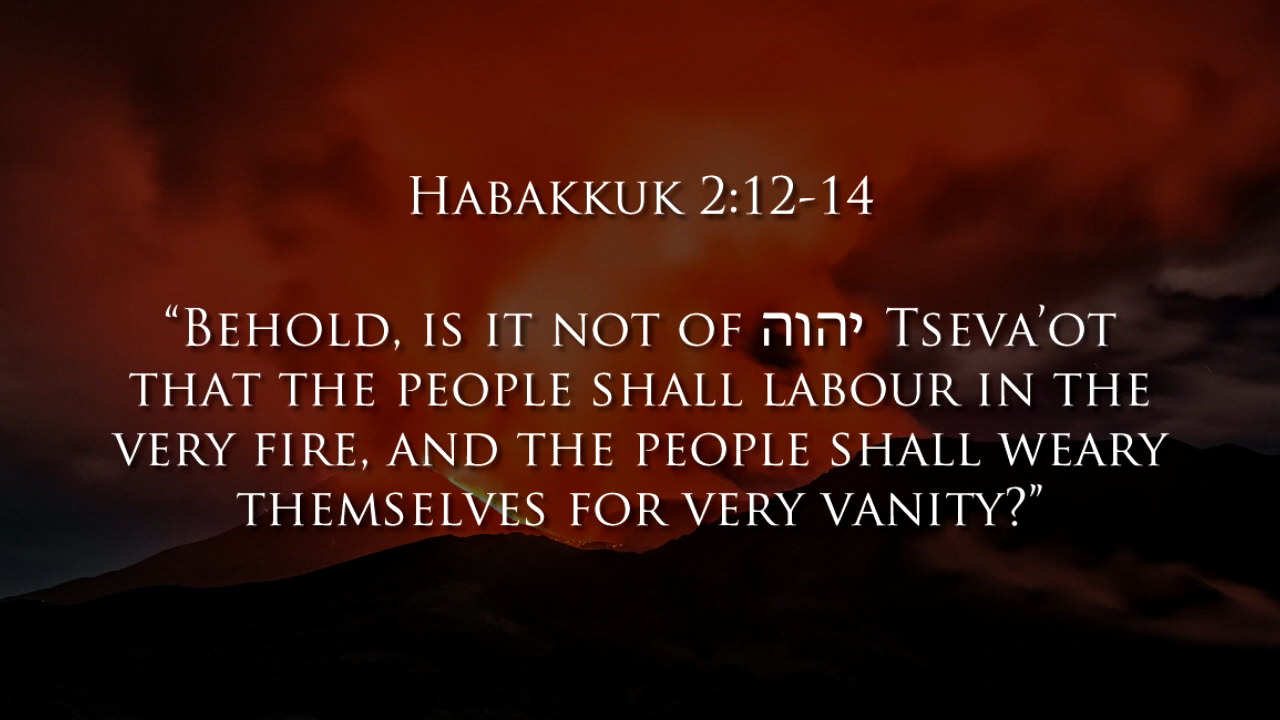 Habakkuk 2:12-14
“Behold, is it not of יהוה Tseva’ot
that the people shall labour in the
very fire, and the people shall weary
themselves for very vanity?”